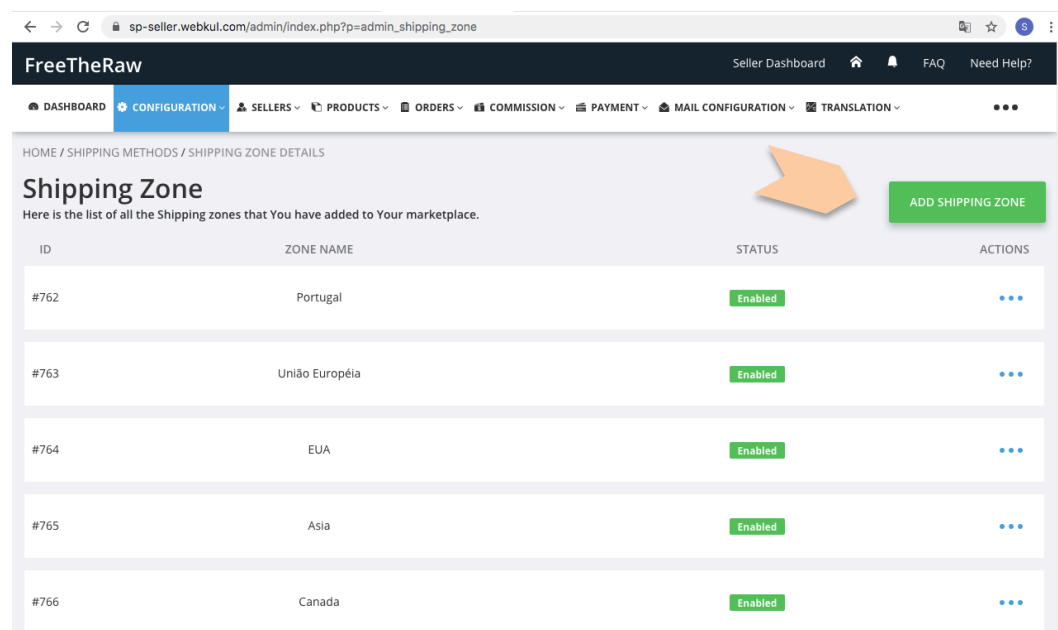 sp-seller.webkul.com/admin/index.php?p=admin_shipping_zone
S
FreeTheRaw
Seller Dashboard
FAQ
Need Help?
DASHBOARD
CONFIGURATION
SELLERS
PRODUCTS
ORDERS
COMMISSION
PAYMENT
MAIL CONFIGURATION
TRANSLATION
HOME / SHIPPING METHODS / SHIPPING ZONE DETAILS
Shipping Zone
Here is the list of all the Shipping zones that You have added to Your marketplace.
ADD SHIPPING ZONE
ID ZONE NAME STATUS ACTIONS
#762 Portugal Enabled
#763 União Européia Enabled
#764 EUA Enabled
#765 Asia Enabled
#766 Canada Enabled